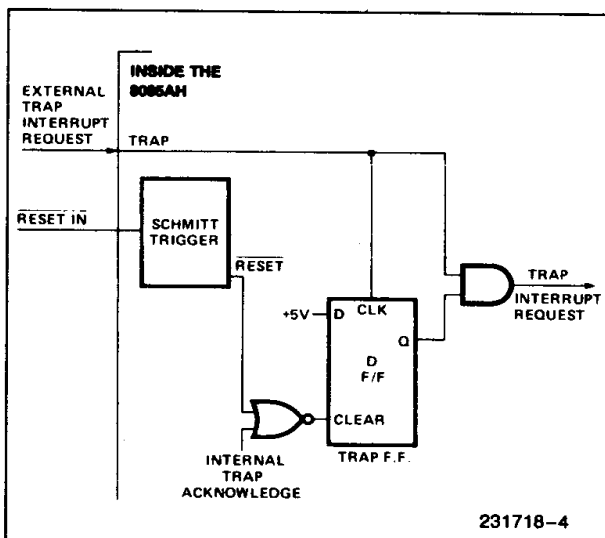 INSIDE THE
8085AH
EXTERNAL
TRAP
INTERRUPT
REQUEST
TRAP
RESET IN
SCHMITT
TRIGGER
RESET
TRAP
INTERRUPT
REQUEST
+5V
D
CLK
Q
D
F/F
CLEAR
TRAP F.F.
INTERNAL
TRAP
ACKNOWLEDGE
231718-4